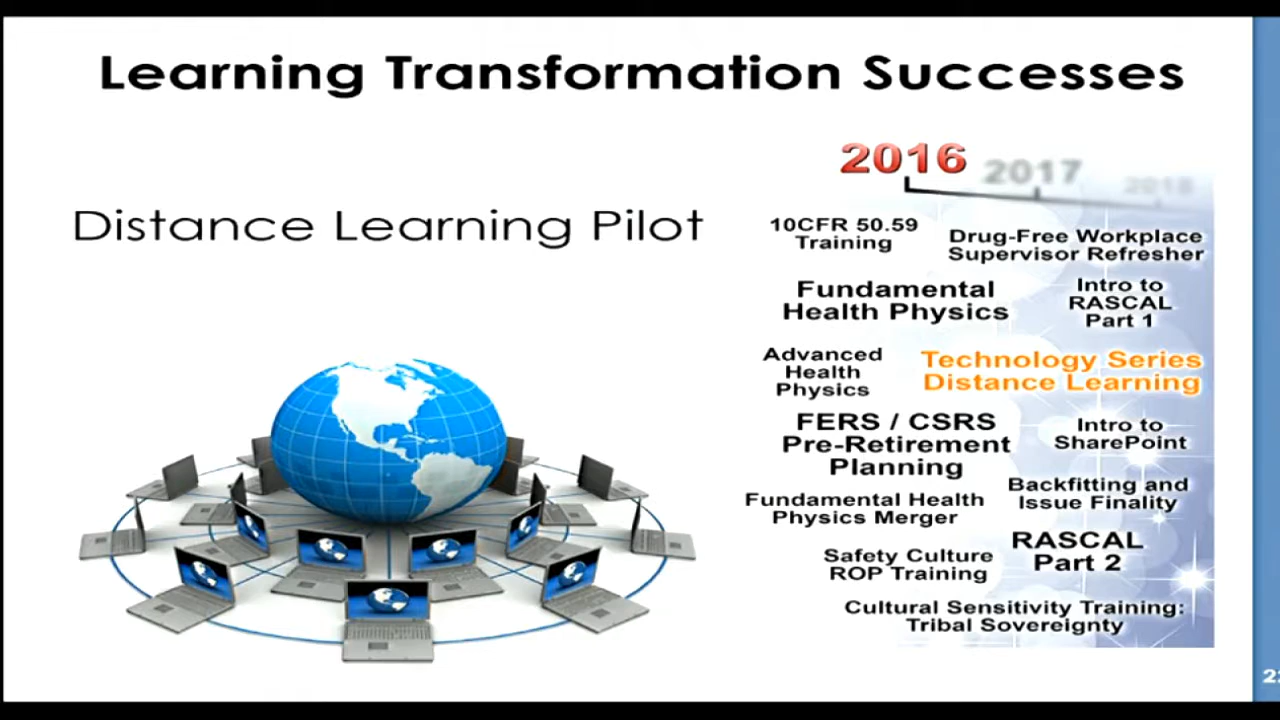 Learning Transformation Successes
Distance Learning Pilot
2016
2017
2018
10CFR 50.59
Training
Drug-Free Workplace
Supervisor Refresher
Fundamental
Health Physics
Intro to
RASCAL
Part 1
Advanced
Health
Physics
Technology Series
Distance Learning
FERS / CSRS
Pre-Retirement
Planning
Intro to
SharePoint
Fundamental Health
Physics Merger
Backfitting and
Issue Finality
RASCAL
Part 2
Safety Culture
ROP Training
Cultural Sensitivity Training:
Tribal Sovereignty